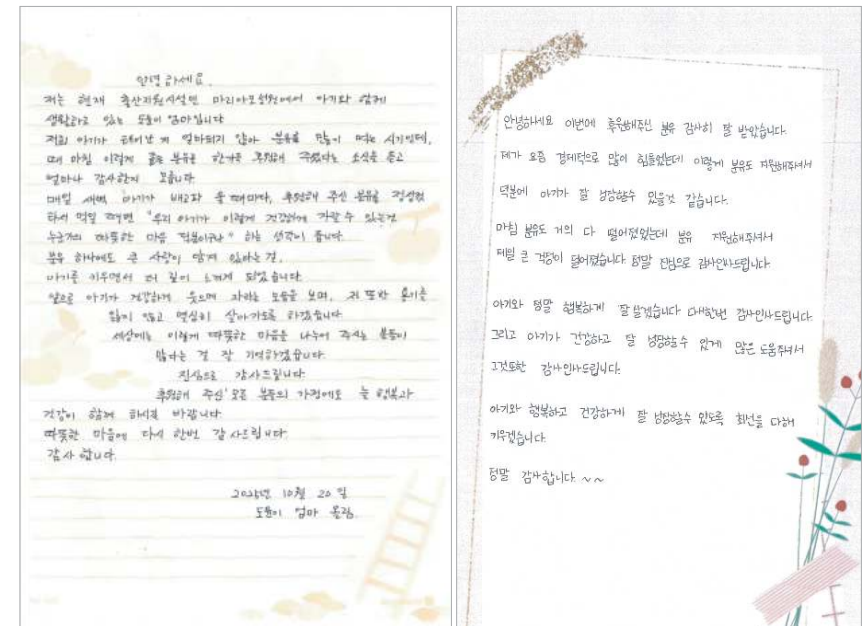 안녕하세요.
저는 현재 출산지원시설인 마리아모성원에서 아기와 함께
생활하고 있는 도윤이 엄마입니다
저희 아기가 태어난 지 얼마되지 않아 분유를 많이 먹는 시기인데,
때 마침 이렇게 좋은 분유를 한가득 후원해 주셨다는 소식을 듣고
얼마나 감사한지 모릅니다.
매일 새벽 아기가 배고파 울 때마다, 후원해 주신 분유를 정성껏
타서 먹일 때면 "우리 아기가 이렇게 건강하게 자랄 수 있는건
누군가의 따뜻한 마음 덕분이구나" 하는 생각이 듭니다.
분유 하나에도 큰 사랑이 담겨 있다는 걸,
아기를 키우면서 더 깊이 느끼게 되었습니다.
앞으로 아기가 건강하게 웃으며 자라는 모습을 보며, 저 또한 용기를
잃지 않고 열심히 살아가도록 하겠습니다.
세상에는 이렇게 따뜻한 마음을 나누어 주시는 분들이
많다는 걸 잘 기억하겠습니다.
진심으로 감사드립니다.
후원해 주신 모든 분들의 가정에도 늘 행복과
건강이 함께 하시길 바랍니다.
따뜻한 마음에 다시 한번 감사드립니다
감사합니다.
2025년 10월 20일
도윤이 엄마 올림.
안녕하세요 이번에 후원해주신 분유 감사히 잘 받았습니다.
제가 요즘 경제적으로 많이 힘들었는데 이렇게 분유도 지원해주셔서
덕분에 아기가 잘 성장할수 있을것 같습니다.
마침 분유도 거의 다 떨어졌었는데 분유 지원해주셔서
제일 큰 걱정이 덜어졌습니다 정말 진심으로 감사인사드립니다.
아기와 정말 행복하게 잘 살겠습니다 다시한번 감사인사드립니다.
그리고 아기가 건강하고 잘 성장할수 있게 많은 도움주셔서
그것또한 감사인사드립니다.
아기와 행복하고 건강하게 잘 성장할수 있도록 최선을 다해
키우겠습니다.
정말 감사합니다 ~~